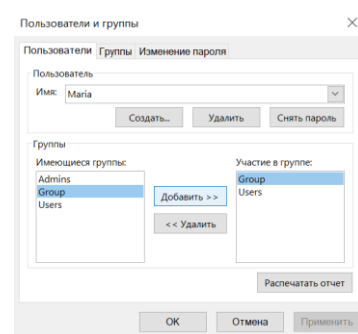 Пользователи и группы
Пользователи Группы Изменение пароля
Пользователь
Имя: Maria
Создать... Удалить Снять пароль
Группы
Имеющиеся группы: Участие в группе:
Admins
Group
Users
Добавить >>
<< Удалить
Group
Users
Распечатать отчет
ОК Отмена Применить